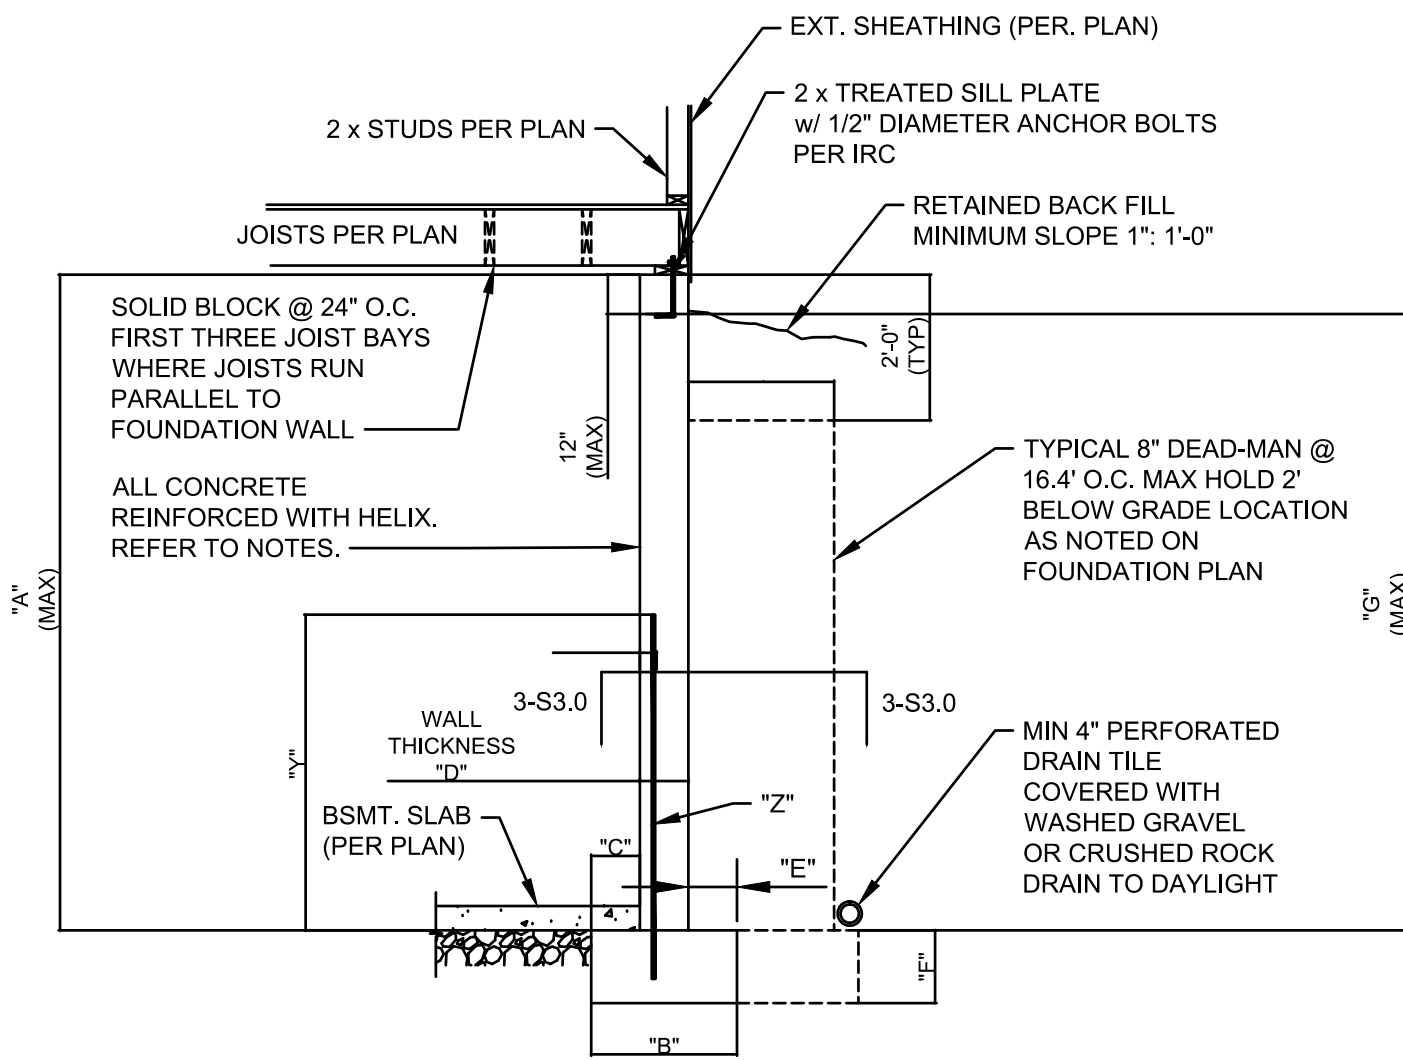 EXT. SHEATHING (PER. PLAN)
2 x TREATED SILL PLATE
w/ 1/2" DIAMETER ANCHOR BOLTS
PER IRC
2 x STUDS PER PLAN
RETAINED BACK FILL
MINIMUM SLOPE 1": 1'-0"
JOISTS PER PLAN
SOLID BLOCK @ 24" O.C.
FIRST THREE JOIST BAYS
WHERE JOISTS RUN
PARALLEL TO
FOUNDATION WALL
2'-0"
(TYP)
12"
(MAX)
TYPICAL 8" DEAD-MAN @
16.4' O.C. MAX HOLD 2'
BELOW GRADE LOCATION
AS NOTED ON
FOUNDATION PLAN
ALL CONCRETE
REINFORCED WITH HELIX.
REFER TO NOTES.
"A"
(MAX)
"G"
(MAX)
3-S3.0
3-S3.0
WALL
THICKNESS
"D"
"Y"
"Z"
MIN 4" PERFORATED
DRAIN TILE
COVERED WITH
WASHED GRAVEL
OR CRUSHED ROCK
DRAIN TO DAYLIGHT
BSMT. SLAB
(PER PLAN)
"C"
"E"
"F"
"B"